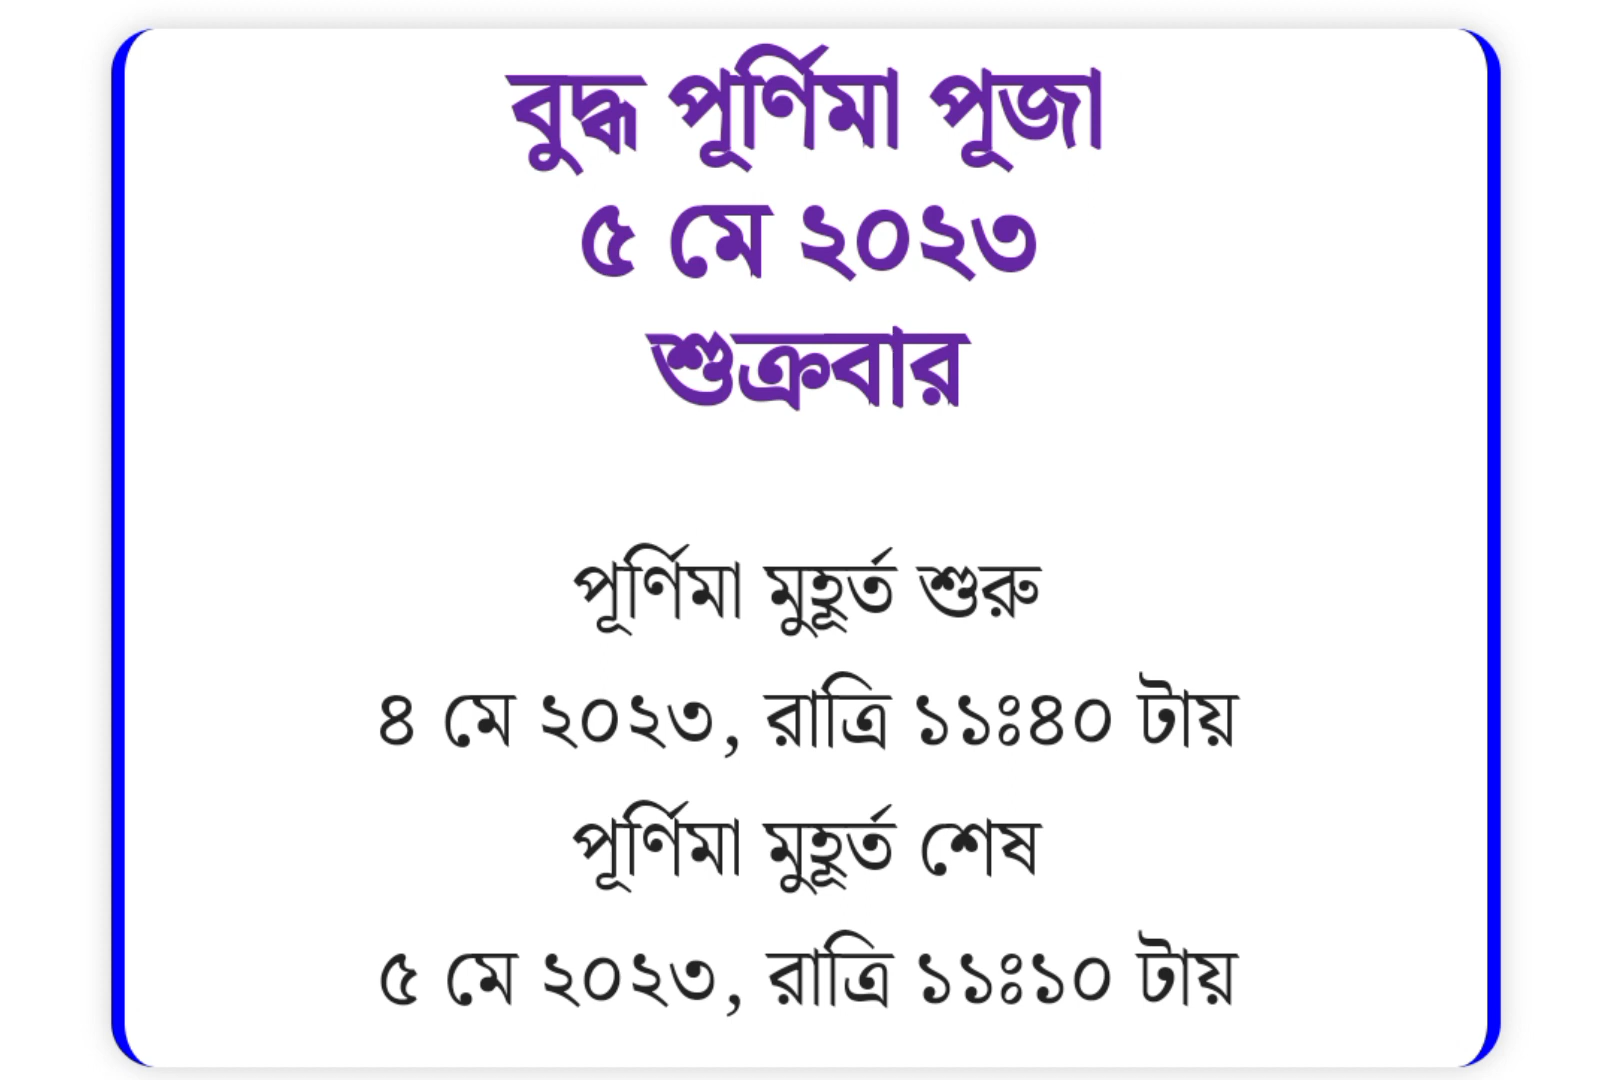 বুদ্ধ পূর্ণিমা পূজা
৫ মে ২০২৩
শুক্রবার
পূর্ণিমা মুহূর্ত শুরু
৪ মে ২০২৩, রাত্রি ১১ঃ৪০ টায়
পূর্ণিমা মুহূর্ত শেষ
৫ মে ২০২৩, রাত্রি ১১ঃ১০ টায়